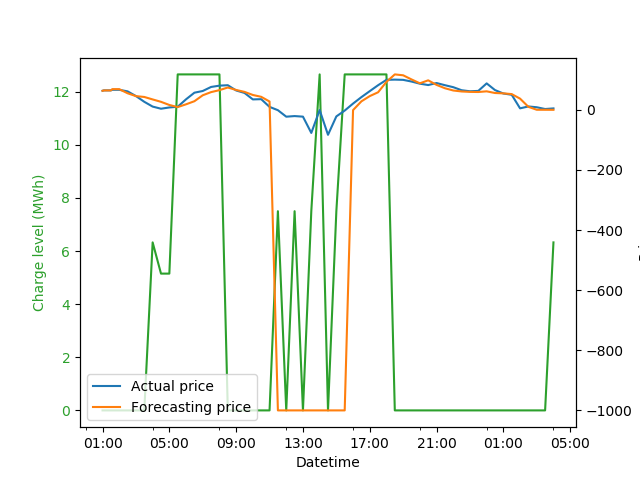 12
10
8
6
4
2
0
Charge level (MWh)
0
−200
−400
−600
−800
−1000
Actual price
Forecasting price
01:00 05:00 09:00 13:00 17:00 21:00 01:00 05:00
Datetime